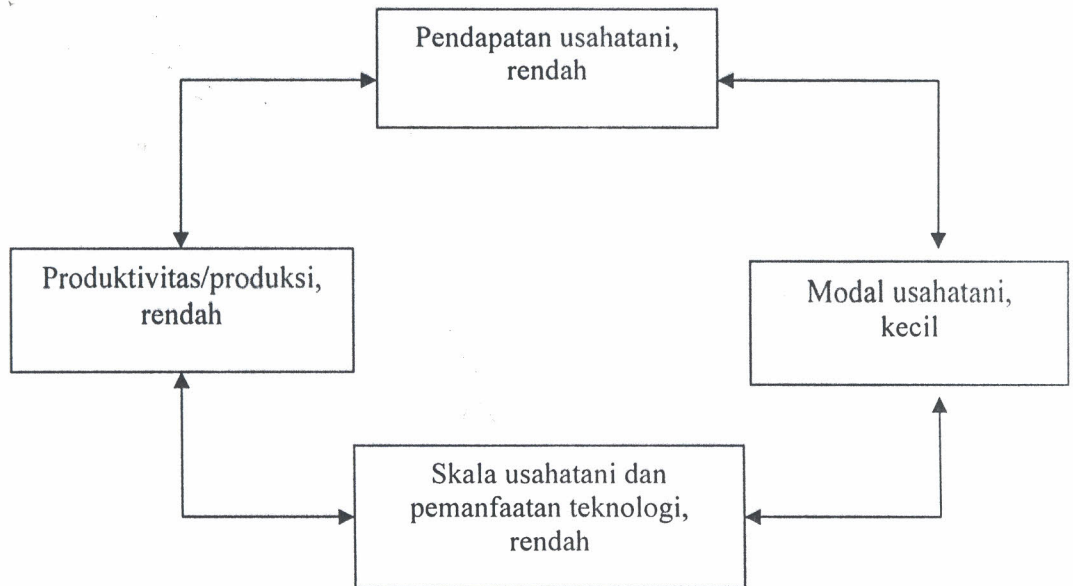 Pendapatan usahatani,
rendah
Produktivitas/produksi,
rendah
Modal usahatani,
kecil
Skala usahatani dan
pemanfaatan teknologi,
rendah